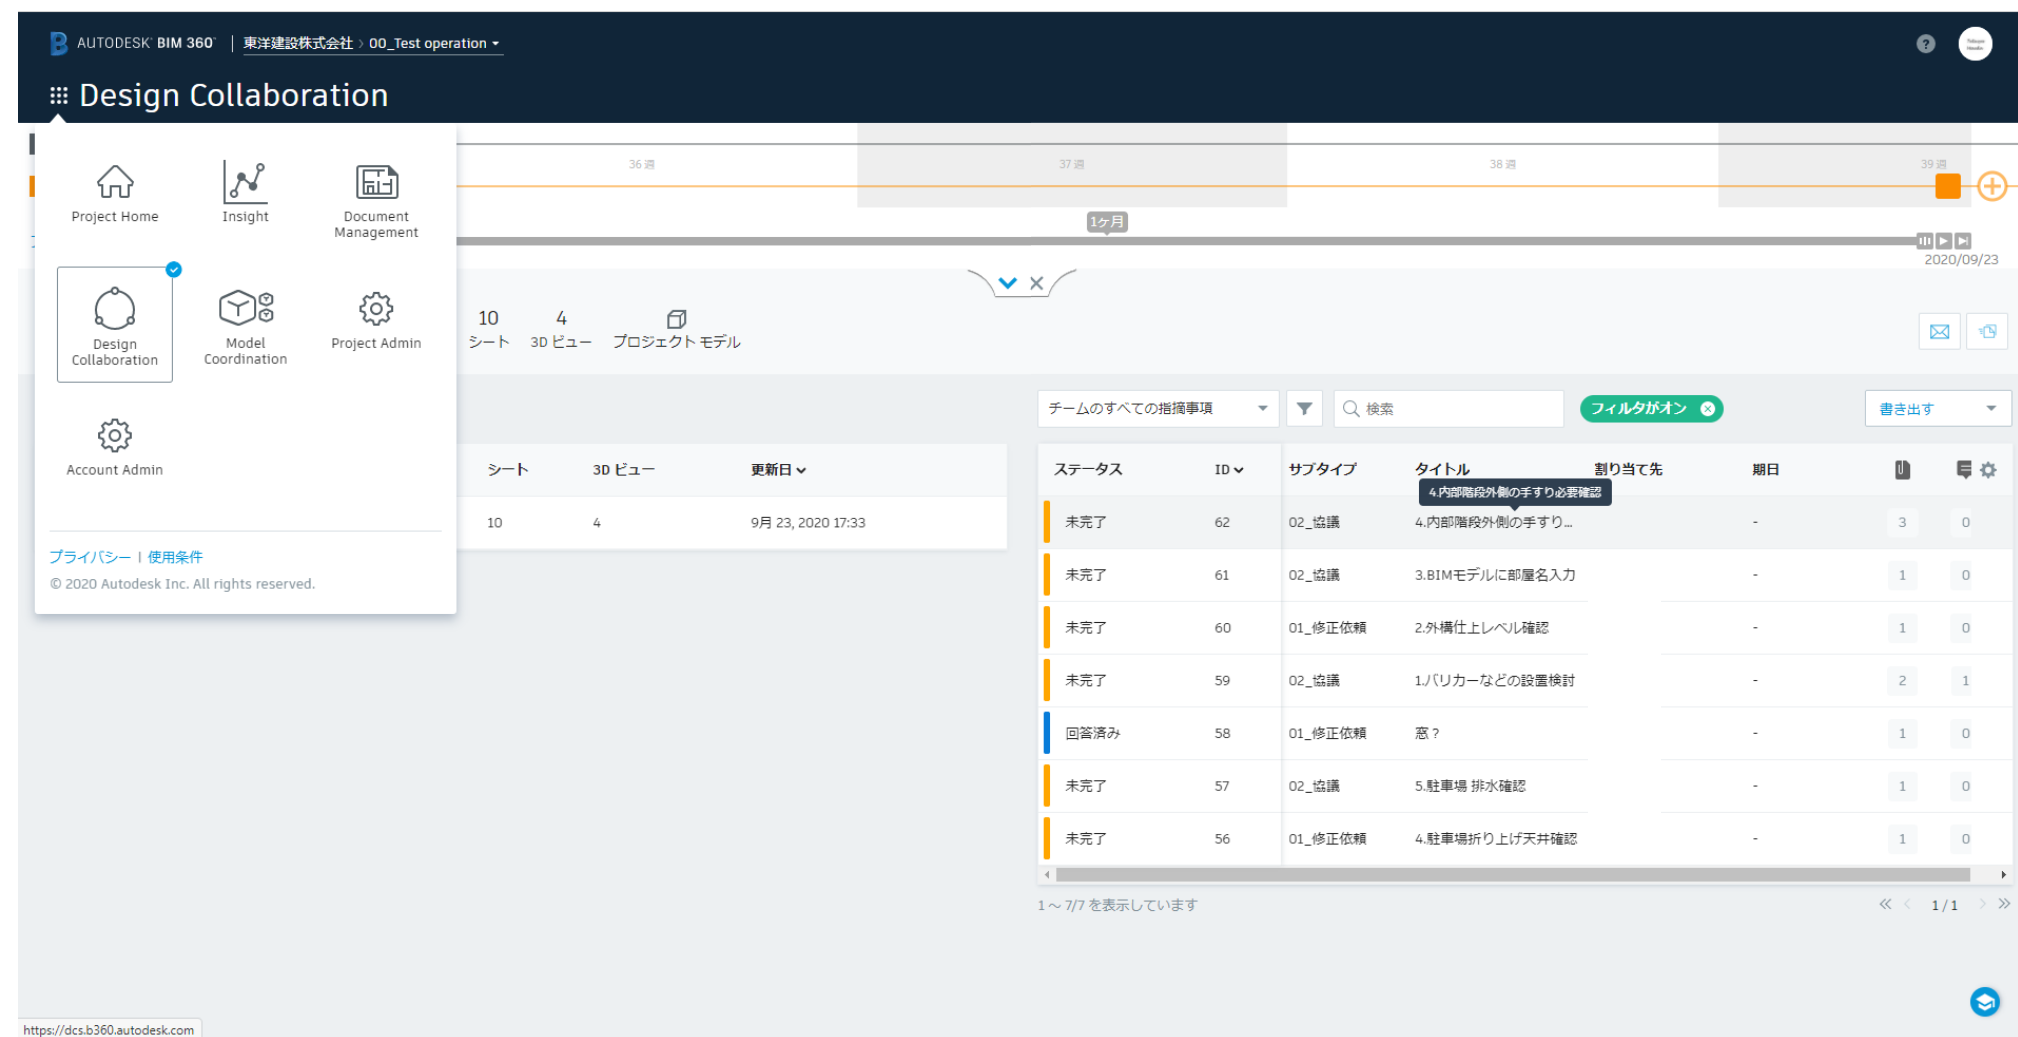 AUTODESK® BIM 360® | 東洋建設株式会社 › 00_Test operation
Design Collaboration
Project Home
Insight
Document
Management
Design
Collaboration
Model
Coordination
Project Admin
Account Admin
プライバシー | 使用条件
© 2020 Autodesk Inc. All rights reserved.
36 週
37 週
38 週
39 週
1ケ月
2020/09/23
10 シート
4 3D ビュー
プロジェクト モデル
チームのすべての指摘事項
検索
フィルタがオン
書き出す
シート 3D ビュー 更新日
10 4 9月 23, 2020 17:33
ステータス ID サブタイプ タイトル 割り当て先 期日
4.内部階段外側の手すり必要確認
未完了 62 02_協議 4.内部階段外側の手すり... - 3 0
未完了 61 02_協議 3.BIMモデルに部屋名入力 - 1 0
未完了 60 01_修正依頼 2.外構仕上レベル確認 - 1 0
未完了 59 02_協議 1.バリカーなどの設置検討 - 2 1
回答済み 58 01_修正依頼 窓？ - 1 0
未完了 57 02_協議 5.駐車場 排水確認 - 1 0
未完了 56 01_修正依頼 4.駐車場折り上げ天井確認 - 1 0
1 ～ 7/7 を表示しています
1 / 1
https://dcs.b360.autodesk.com